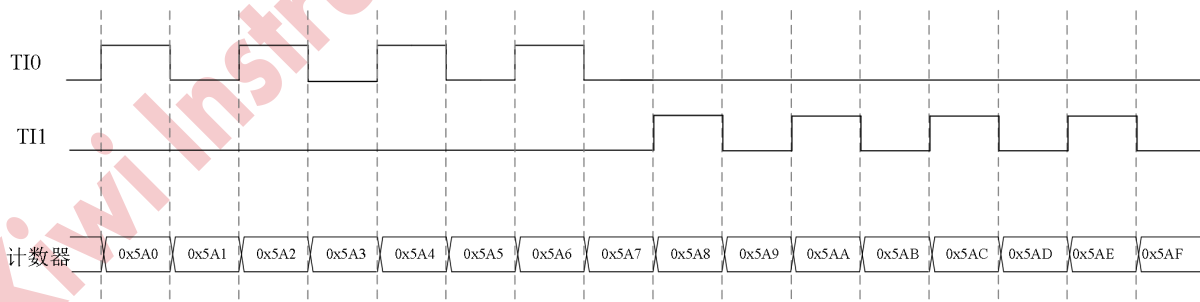 TI0
TI1
计数器 0x5A0 0x5A1 0x5A2 0x5A3 0x5A4 0x5A5 0x5A6 0x5A7 0x5A8 0x5A9 0x5AA 0x5AB 0x5AC 0x5AD 0x5AE 0x5AF
Kiwi Instru